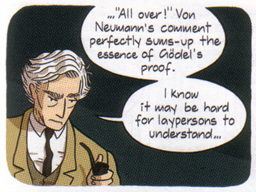 ..."All over!" Von
Neumann's comment
perfectly sums-up the
essence of Gödel's
proof.
I know
it may be hard
for laypersons to
understand...